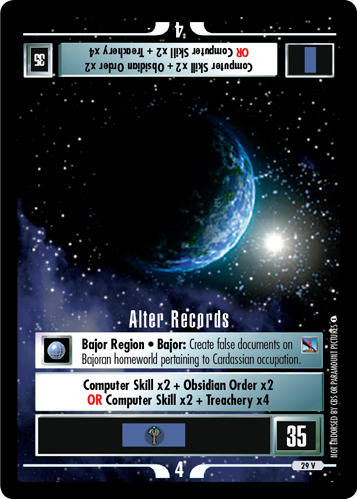 4
35
Computer Skill x2 + Obsidian Order x2
OR Computer Skill x2 + Treachery x4
Alter Records
Bajor Region • Bajor: Create false documents on
Bajoran homeworld pertaining to Cardassian occupation.
Computer Skill x2 + Obsidian Order x2
OR Computer Skill x2 + Treachery x4
35
4
29 V
NOT ENDORSED BY CBS OR PARAMOUNT PICTURES